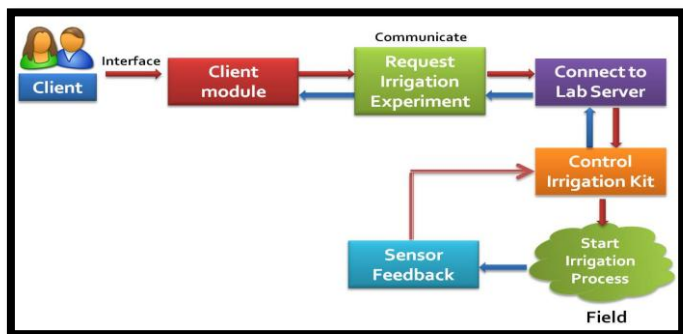 Communicate
Interface
Client
Client
module
Request
Irrigation
Experiment
Connect to
Lab Server
Control
Irrigation Kit
Sensor
Feedback
Start
Irrigation
Process
Field